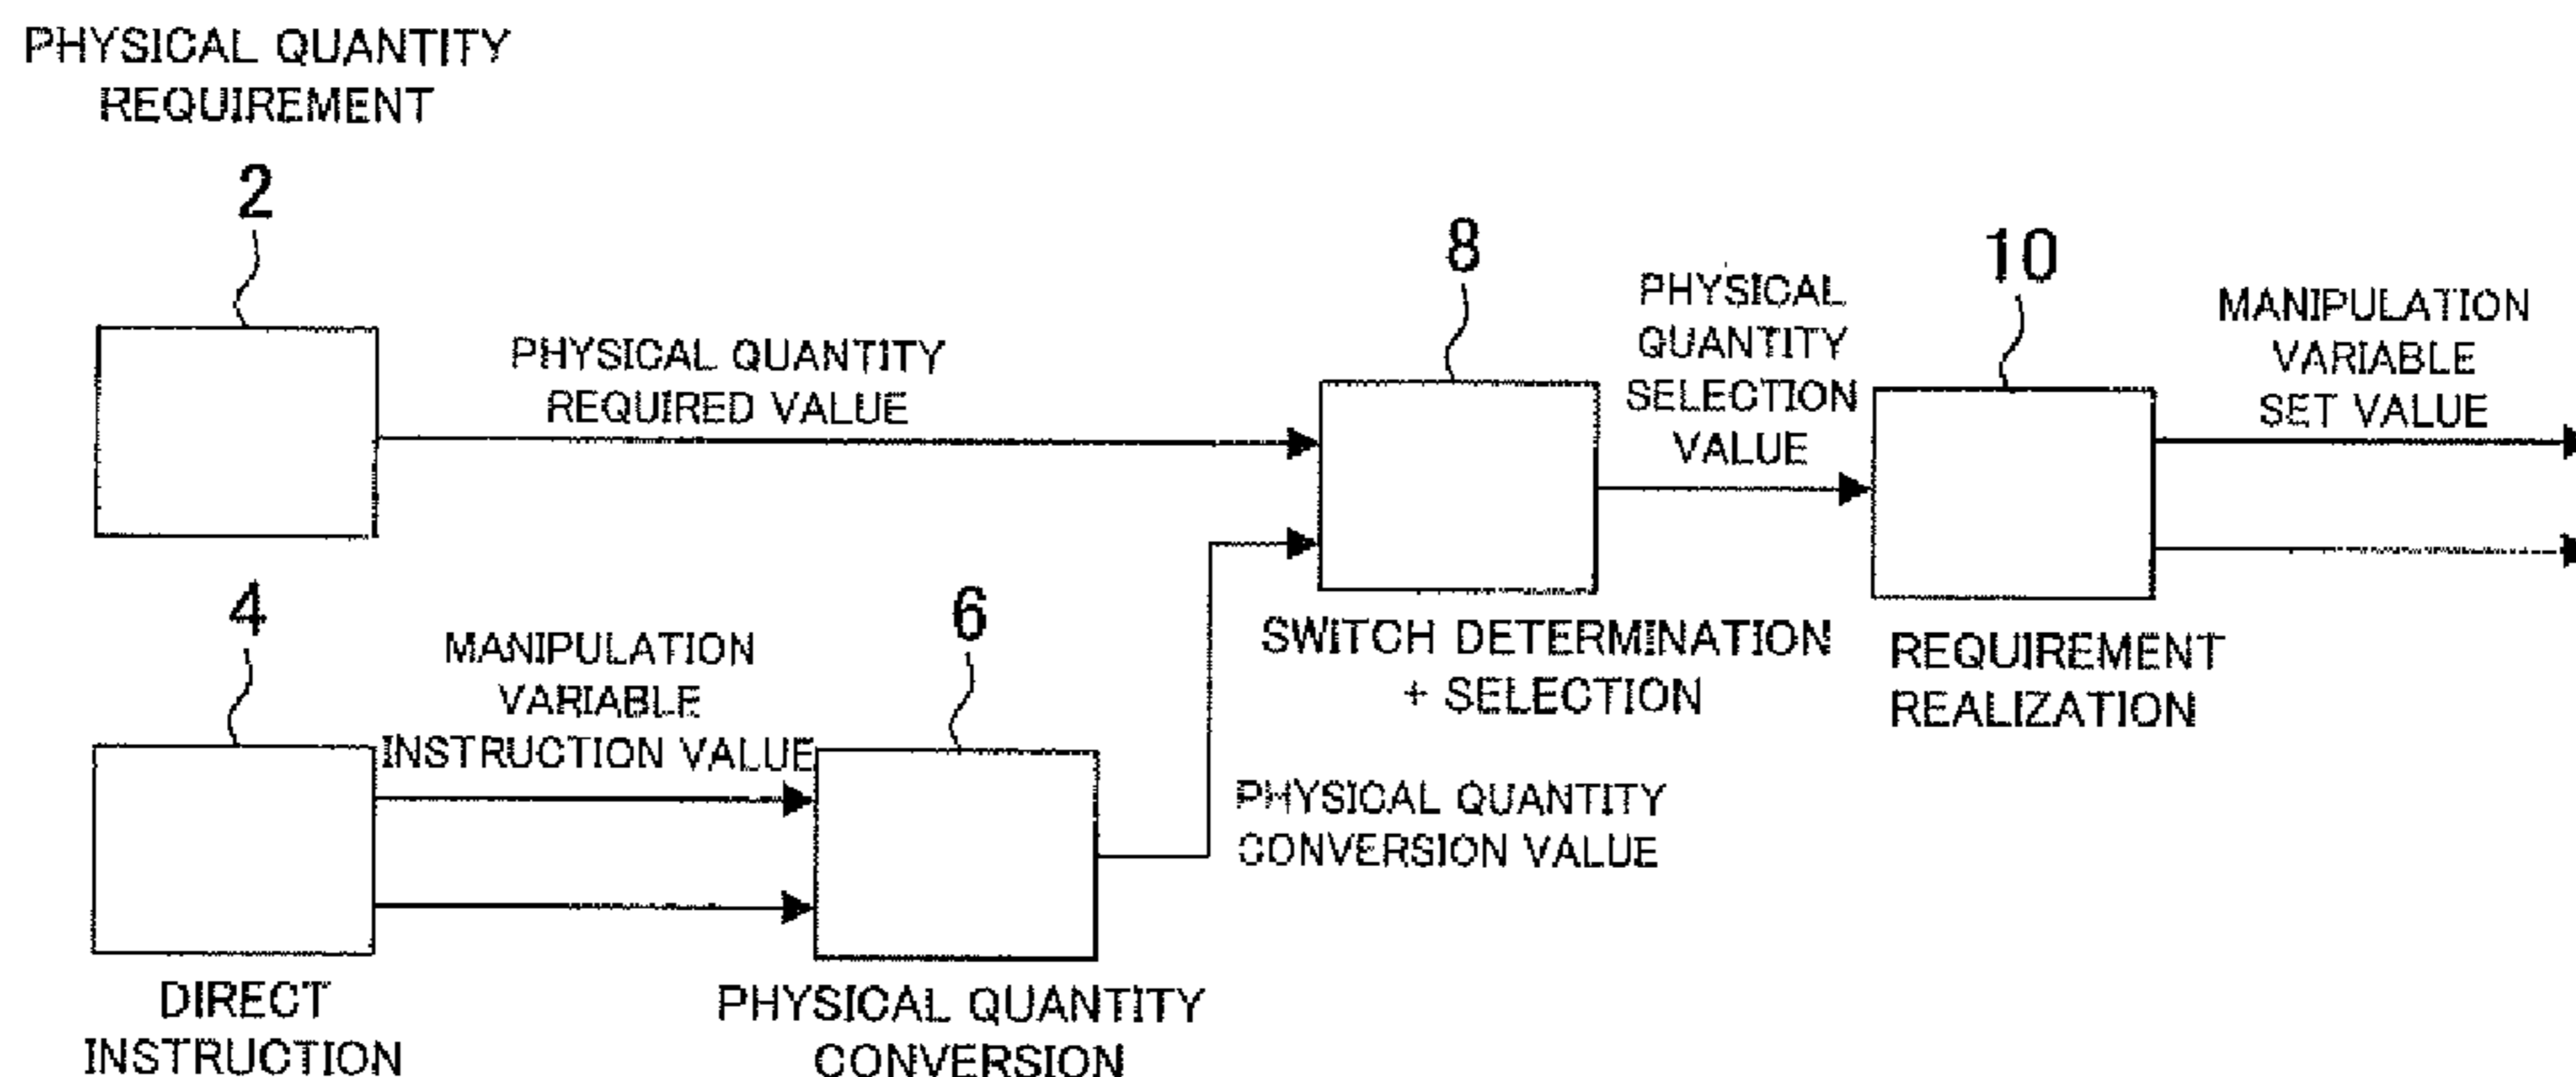 PHYSICAL QUANTITY
REQUIREMENT
2
PHYSICAL QUANTITY
REQUIRED VALUE
8
PHYSICAL
QUANTITY
SELECTION
VALUE
10
MANIPULATION
VARIABLE
SET VALUE
4
MANIPULATION
VARIABLE
INSTRUCTION VALUE
6
SWITCH DETERMINATION
+ SELECTION
REQUIREMENT
REALIZATION
PHYSICAL QUANTITY
CONVERSION VALUE
DIRECT
INSTRUCTION
PHYSICAL QUANTITY
CONVERSION